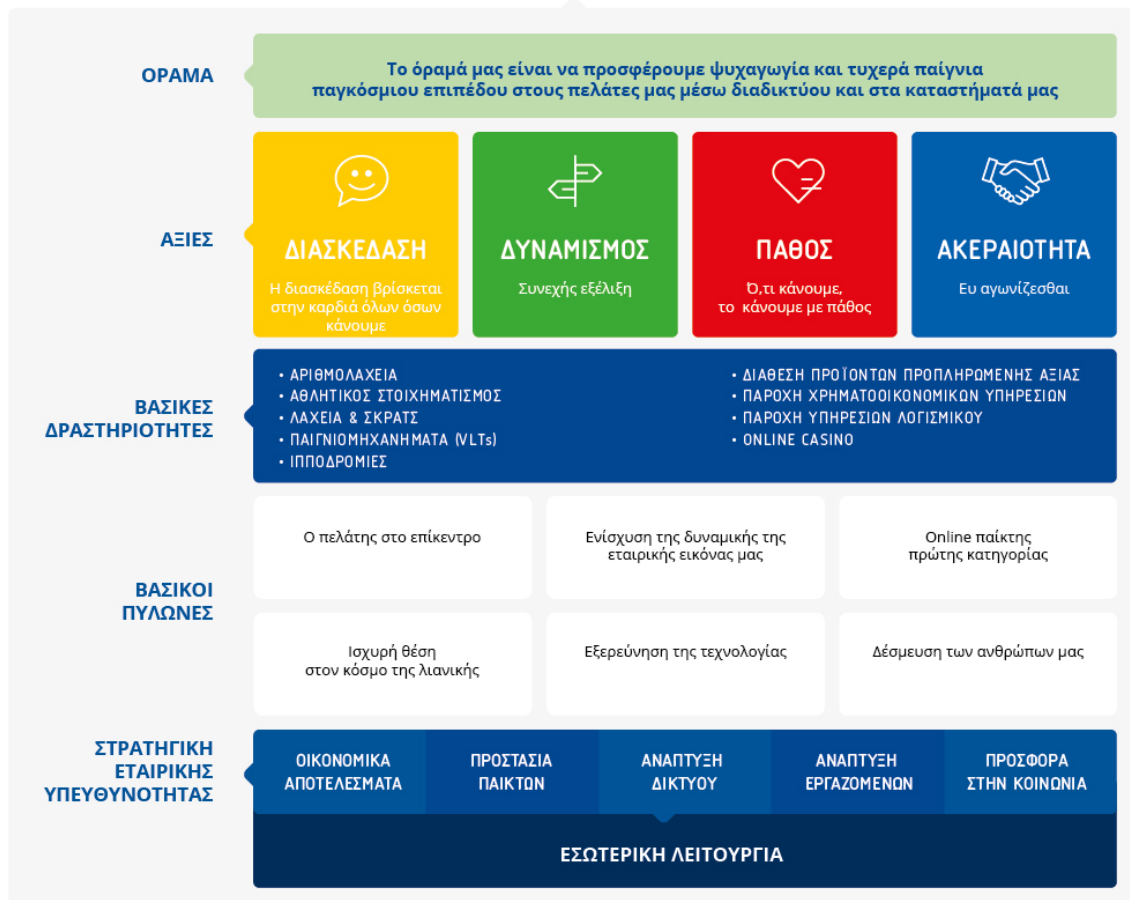 ΟΡΑΜΑ
Το όραμά μας είναι να προσφέρουμε ψυχαγωγία και τυχερά παίγνια
παγκόσμιου επιπέδου στους πελάτες μας μέσω διαδικτύου και στα καταστήματά μας
ΑΞΙΕΣ
ΔΙΑΣΚΕΔΑΣΗ
Η διασκέδαση βρίσκεται
στην καρδιά όλων όσων
κάνουμε
ΔΥΝΑΜΙΣΜΟΣ
Συνεχής εξέλιξη
ΠΑΘΟΣ
Ό,τι κάνουμε,
το κάνουμε με πάθος
ΑΚΕΡΑΙΟΤΗΤΑ
Ευ αγωνίζεσθαι
ΒΑΣΙΚΕΣ
ΔΡΑΣΤΗΡΙΟΤΗΤΕΣ
• ΑΡΙΘΜΟΛΑΧΕΙΑ
• ΑΘΛΗΤΙΚΟΣ ΣΤΟΙΧΗΜΑΤΙΣΜΟΣ
• ΛΑΧΕΙΑ & ΣΚΡΑΤΣ
• ΠΑΙΓΝΙΟΜΗΧΑΝΗΜΑΤΑ (VLTs)
• ΙΠΠΟΔΡΟΜΙΕΣ
• ΔΙΑΘΕΣΗ ΠΡΟΪΟΝΤΩΝ ΠΡΟΠΛΗΡΩΜΕΝΗΣ ΑΞΙΑΣ
• ΠΑΡΟΧΗ ΧΡΗΜΑΤΟΟΙΚΟΝΟΜΙΚΩΝ ΥΠΗΡΕΣΙΩΝ
• ΠΑΡΟΧΗ ΥΠΗΡΕΣΙΩΝ ΛΟΓΙΣΜΙΚΟΥ
• ONLINE CASINO
ΒΑΣΙΚΟΙ
ΠΥΛΩΝΕΣ
Ο πελάτης στο επίκεντρο
Ενίσχυση της δυναμικής της
εταιρικής εικόνας μας
Online παίκτης
πρώτης κατηγορίας
Ισχυρή θέση
στον κόσμο της λιανικής
Εξερεύνηση της τεχνολογίας
Δέσμευση των ανθρώπων μας
ΣΤΡΑΤΗΓΙΚΗ
ΕΤΑΙΡΙΚΗΣ
ΥΠΕΥΘΥΝΟΤΗΤΑΣ
ΟΙΚΟΝΟΜΙΚΑ
ΑΠΟΤΕΛΕΣΜΑΤΑ
ΠΡΟΣΤΑΣΙΑ
ΠΑΙΚΤΩΝ
ΑΝΑΠΤΥΞΗ
ΔΙΚΤΥΟΥ
ΑΝΑΠΤΥΞΗ
ΕΡΓΑΖΟΜΕΝΩΝ
ΠΡΟΣΦΟΡΑ
ΣΤΗΝ ΚΟΙΝΩΝΙΑ
ΕΣΩΤΕΡΙΚΗ ΛΕΙΤΟΥΡΓΙΑ